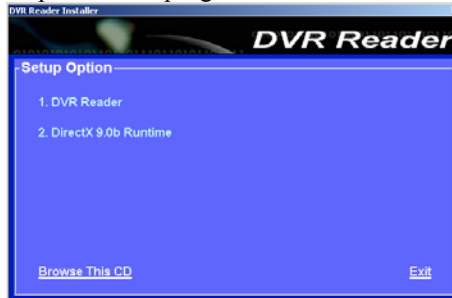 DVR Reader Installer
DVR Reader
Setup Option
1. DVR Reader
2. DirectX 9.0b Runtime
Browse This CD
Exit